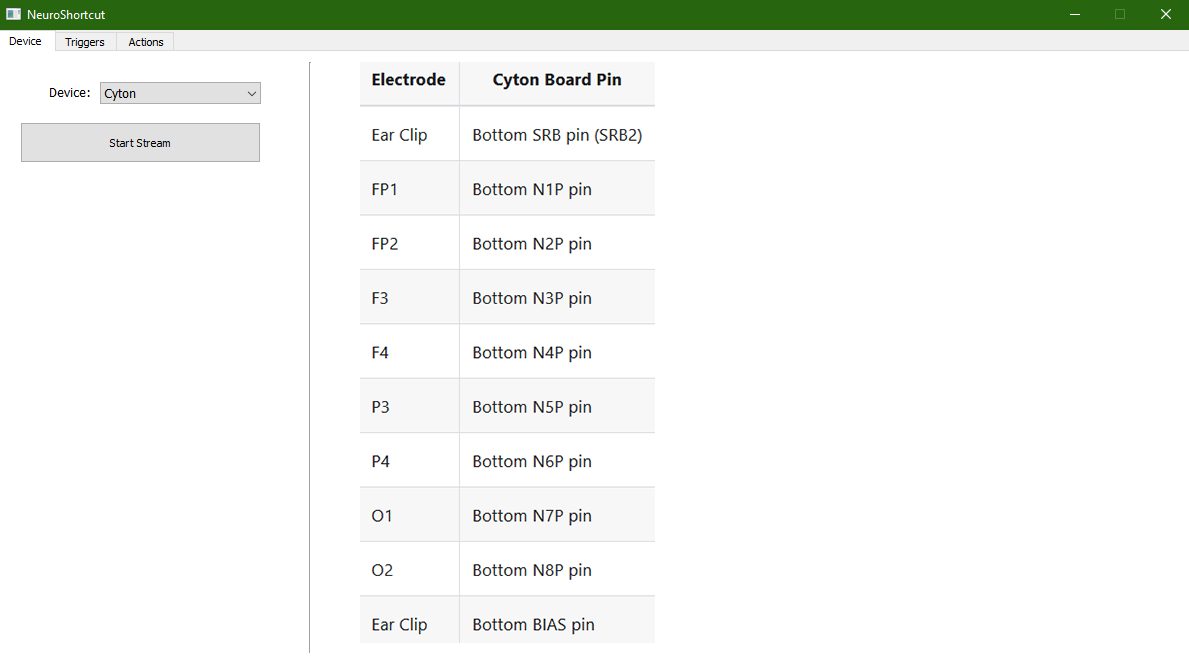 NeuroShortcut
Device Triggers Actions
Device: Cyton
Start Stream
Electrode Cyton Board Pin
Ear Clip Bottom SRB pin (SRB2)
FP1 Bottom N1P pin
FP2 Bottom N2P pin
F3 Bottom N3P pin
F4 Bottom N4P pin
P3 Bottom N5P pin
P4 Bottom N6P pin
O1 Bottom N7P pin
O2 Bottom N8P pin
Ear Clip Bottom BIAS pin